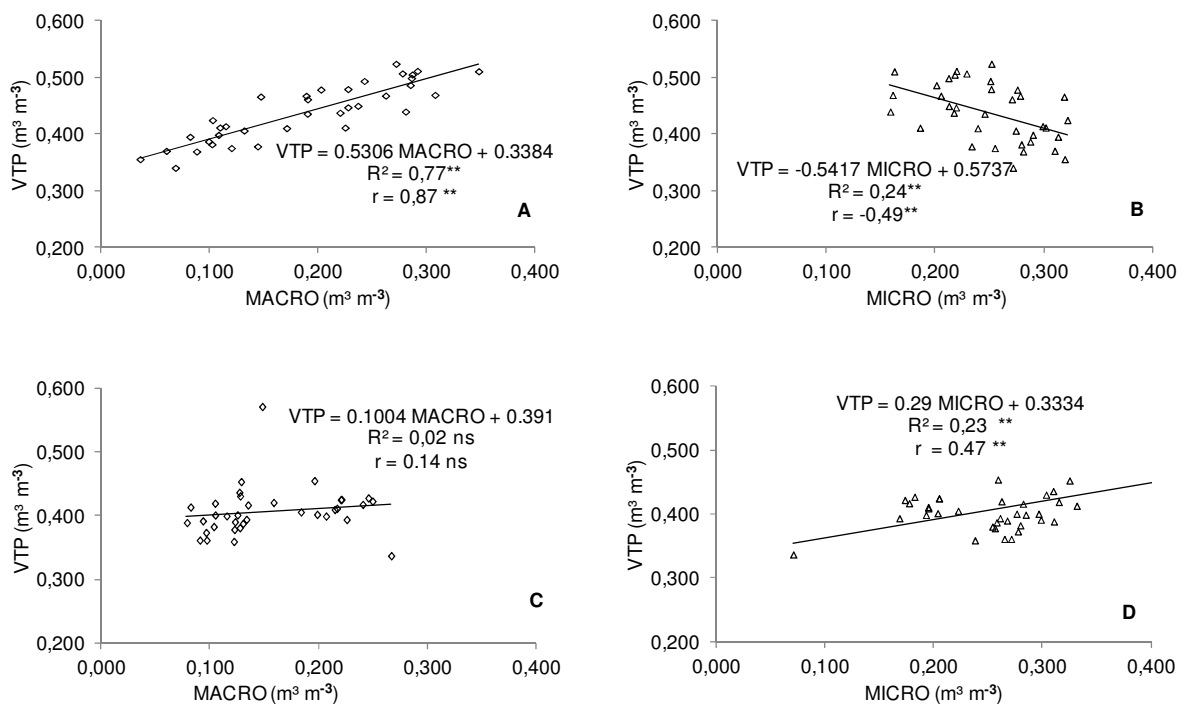 0,600
0,500
0,400
0,300
0,200
VTP (m³ m-³)
VTP = 0.5306 MACRO + 0.3384
R² = 0,77**
r = 0,87 **
A
0,000 0,100 0,200 0,300 0,400
MACRO (m³ m-³)
0,600
0,500
0,400
0,300
0,200
VTP (m³ m-³)
VTP = -0.5417 MICRO + 0.5737
R² = 0,24**
r = -0,49**
B
0,000 0,100 0,200 0,300 0,400
MICRO (m³ m-³)
0,600
0,500
0,400
0,300
0,200
VTP (m³ m-³)
VTP = 0.1004 MACRO + 0.391
R² = 0,02 ns
r = 0.14 ns
C
0,000 0,100 0,200 0,300 0,400
MACRO (m³ m-³)
0,600
0,500
0,400
0,300
0,200
VTP (m³ m-³)
VTP = 0.29 MICRO + 0.3334
R² = 0,23 **
r = 0.47 **
D
0,000 0,100 0,200 0,300 0,400
MICRO (m³ m-³)